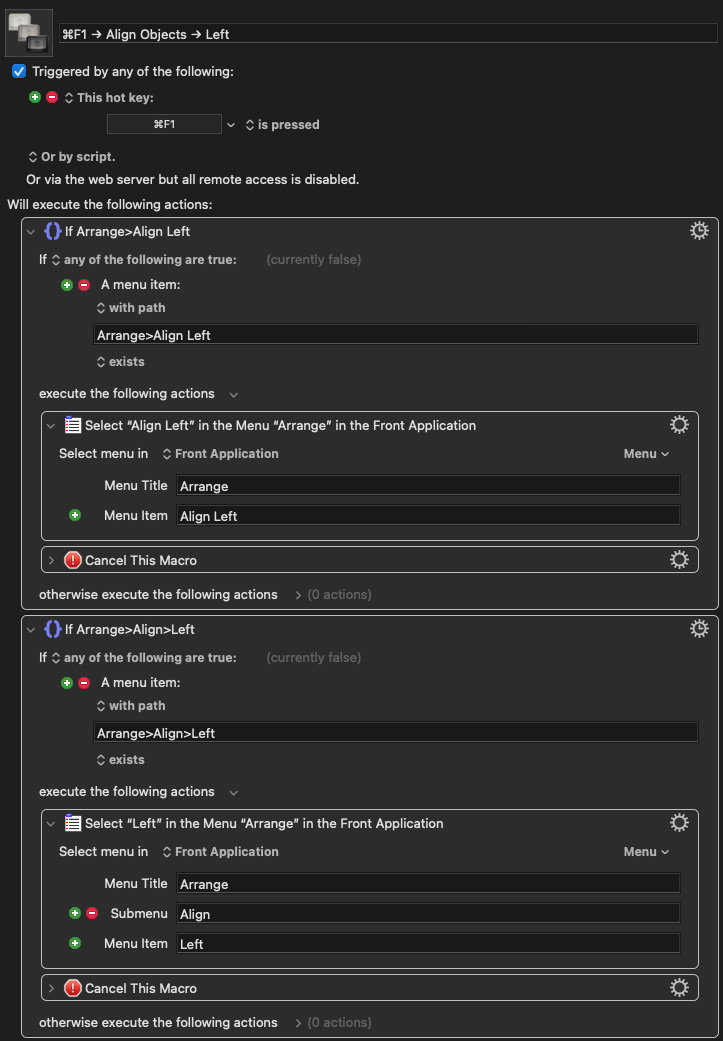 ⌘F1 → Align Objects → Left
Triggered by any of the following:
This hot key:
⌘F1 is pressed
Or by script.
Or via the web server but all remote access is disabled.
Will execute the following actions:
If Arrange>Align Left
If any of the following are true: (currently false)
A menu item:
with path
Arrange>Align Left
exists
execute the following actions
Select “Align Left” in the Menu “Arrange” in the Front Application
Select menu in Front Application Menu
Menu Title Arrange
Menu Item Align Left
Cancel This Macro
otherwise execute the following actions (0 actions)
If Arrange>Align>Left
If any of the following are true: (currently false)
A menu item:
with path
Arrange>Align>Left
exists
execute the following actions
Select “Left” in the Menu “Arrange” in the Front Application
Select menu in Front Application Menu
Menu Title Arrange
Submenu Align
Menu Item Left
Cancel This Macro
otherwise execute the following actions (0 actions)